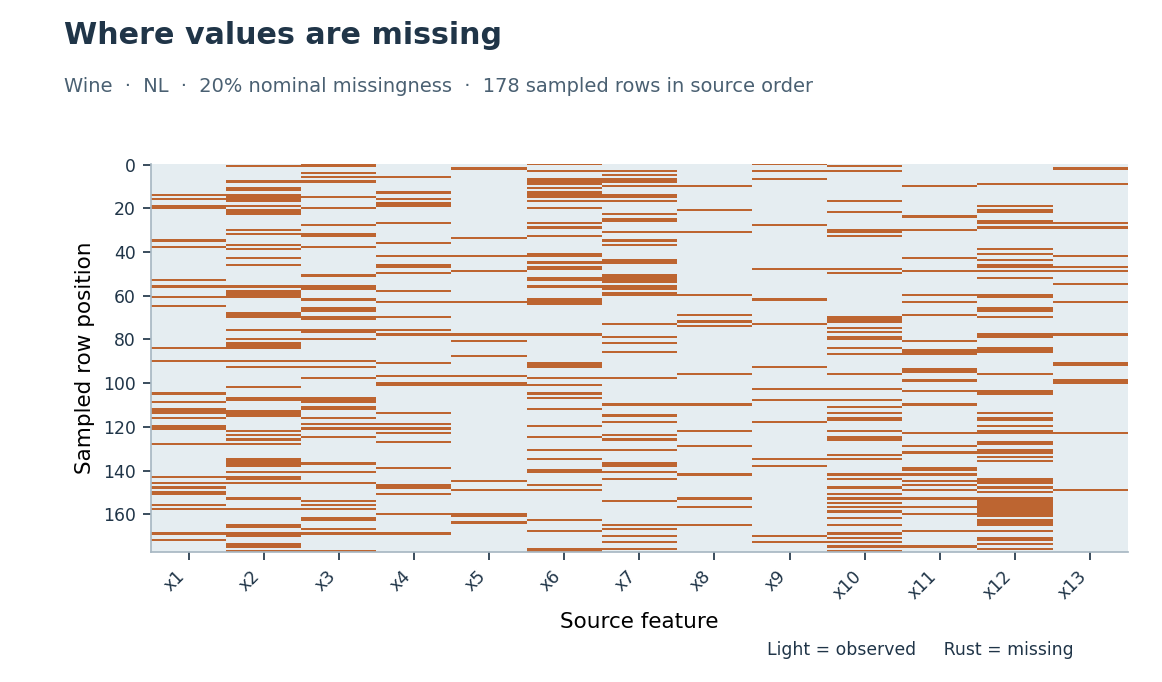 Where values are missing
Wine · NL · 20% nominal missingness · 178 sampled rows in source order
0
20
40
60
80
100
120
140
160
Sampled row position
x1 x2 x3 x4 x5 x6 x7 x8 x9 x10 x11 x12 x13
Source feature
Light = observed Rust = missing